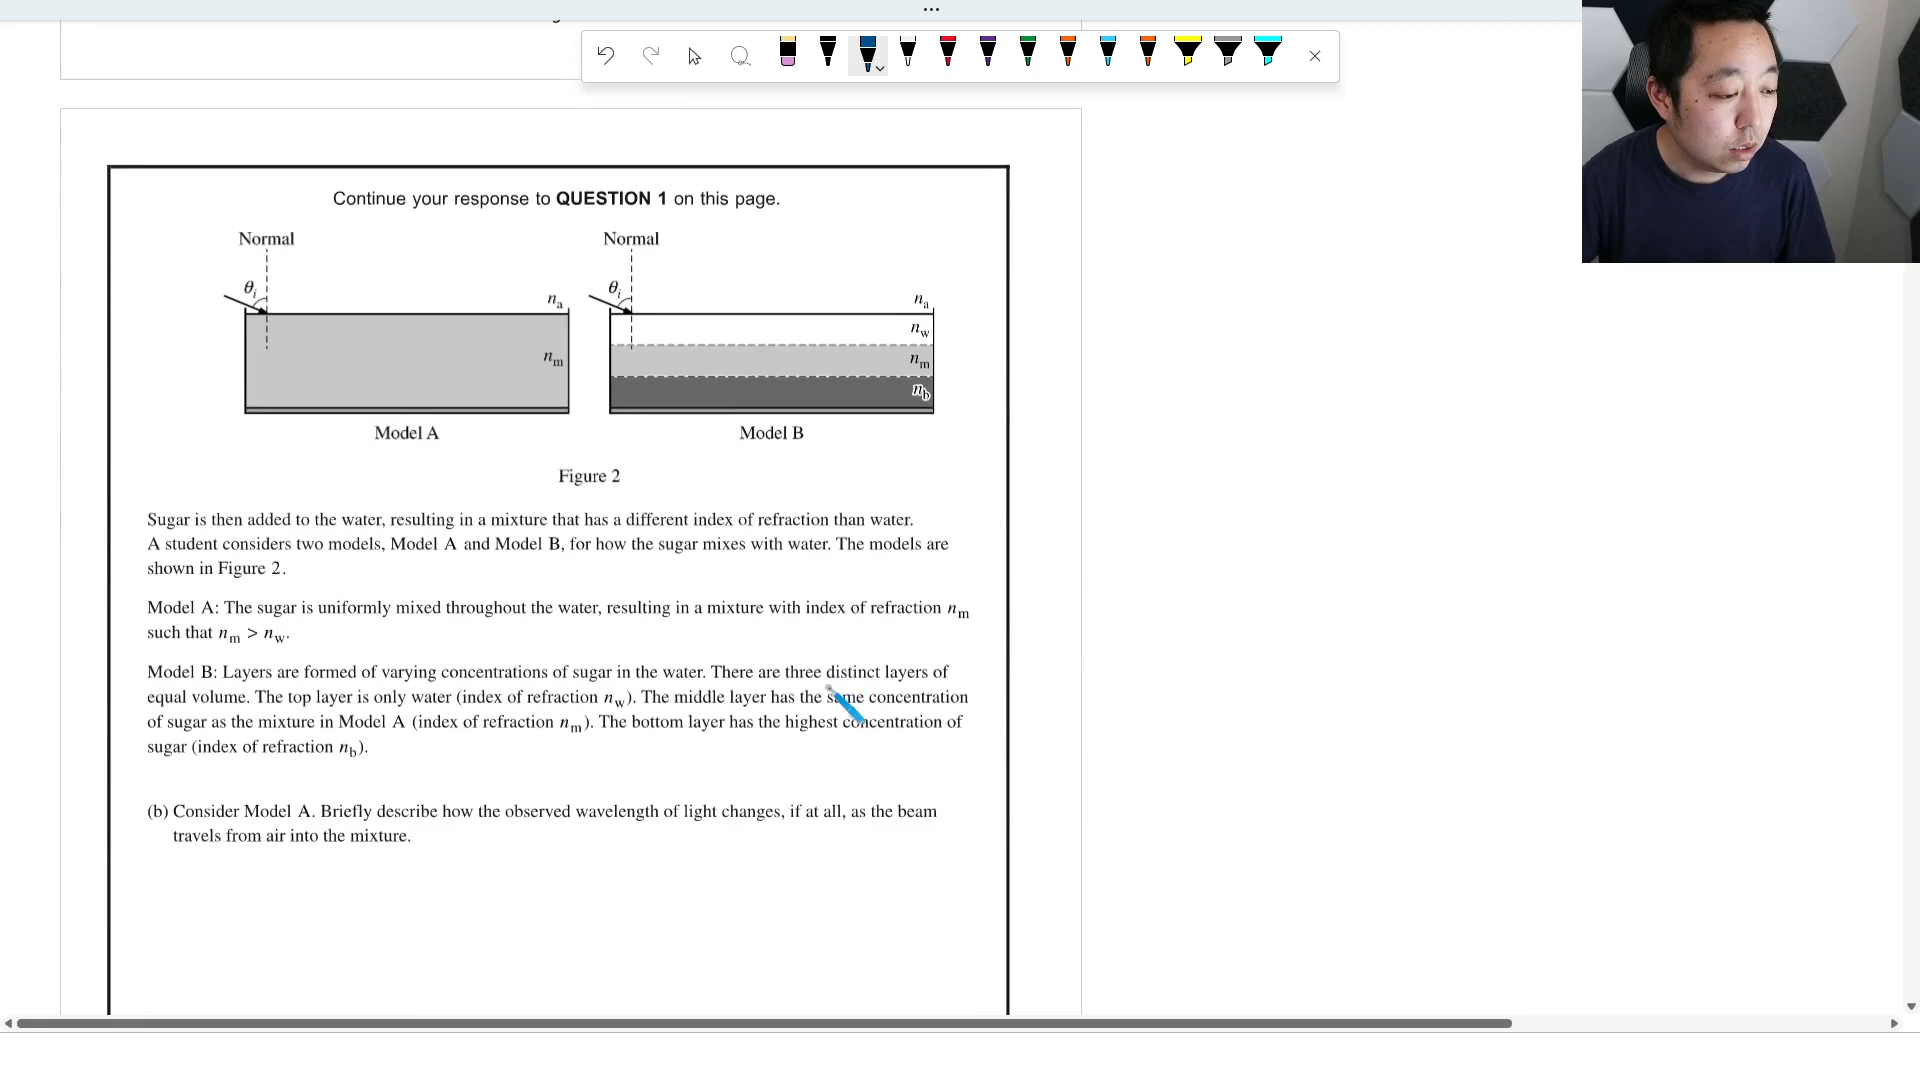 Continue your response to QUESTION 1 on this page.
Normal
Normal
θi
na
θi
na
nw
nm
nm
nb
Model A
Model B
Figure 2
Sugar is then added to the water, resulting in a mixture that has a different index of refraction than water.
A student considers two models, Model A and Model B, for how the sugar mixes with water. The models are
shown in Figure 2.
Model A: The sugar is uniformly mixed throughout the water, resulting in a mixture with index of refraction nm
such that nm > nw.
Model B: Layers are formed of varying concentrations of sugar in the water. There are three distinct layers of
equal volume. The top layer is only water (index of refraction nw). The middle layer has the same concentration
of sugar as the mixture in Model A (index of refraction nm). The bottom layer has the highest concentration of
sugar (index of refraction nb).
(b) Consider Model A. Briefly describe how the observed wavelength of light changes, if at all, as the beam
travels from air into the mixture.